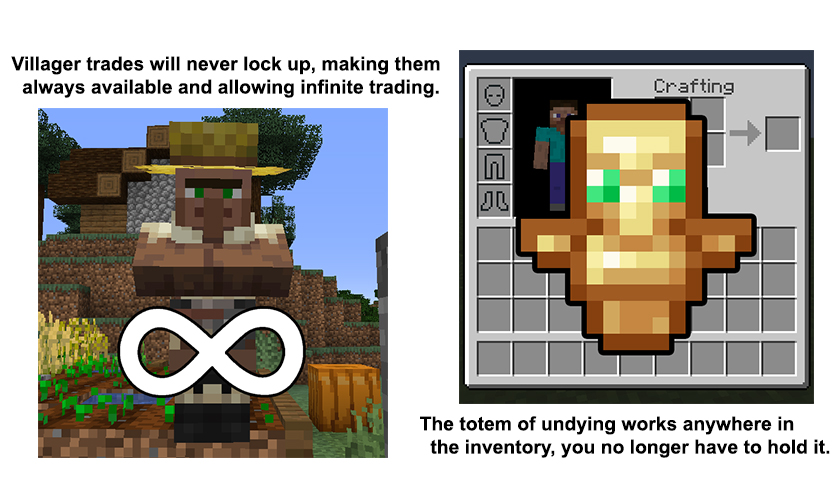 Villager trades will never lock up, making them
always available and allowing infinite trading.
Crafting
The totem of undying works anywhere in
the inventory, you no longer have to hold it.